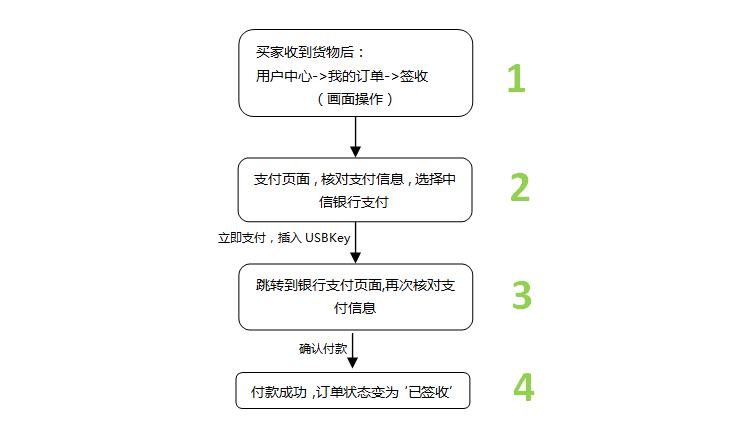 买家收到货物后：
用户中心->我的订单->签收
（画面操作）
1
支付页面，核对支付信息，选择中
信银行支付
2
立即支付，插入 USBKey
跳转到银行支付页面,再次核对支
付信息
3
确认付款
付款成功 ,订单状态变为 ‘已签收’
4